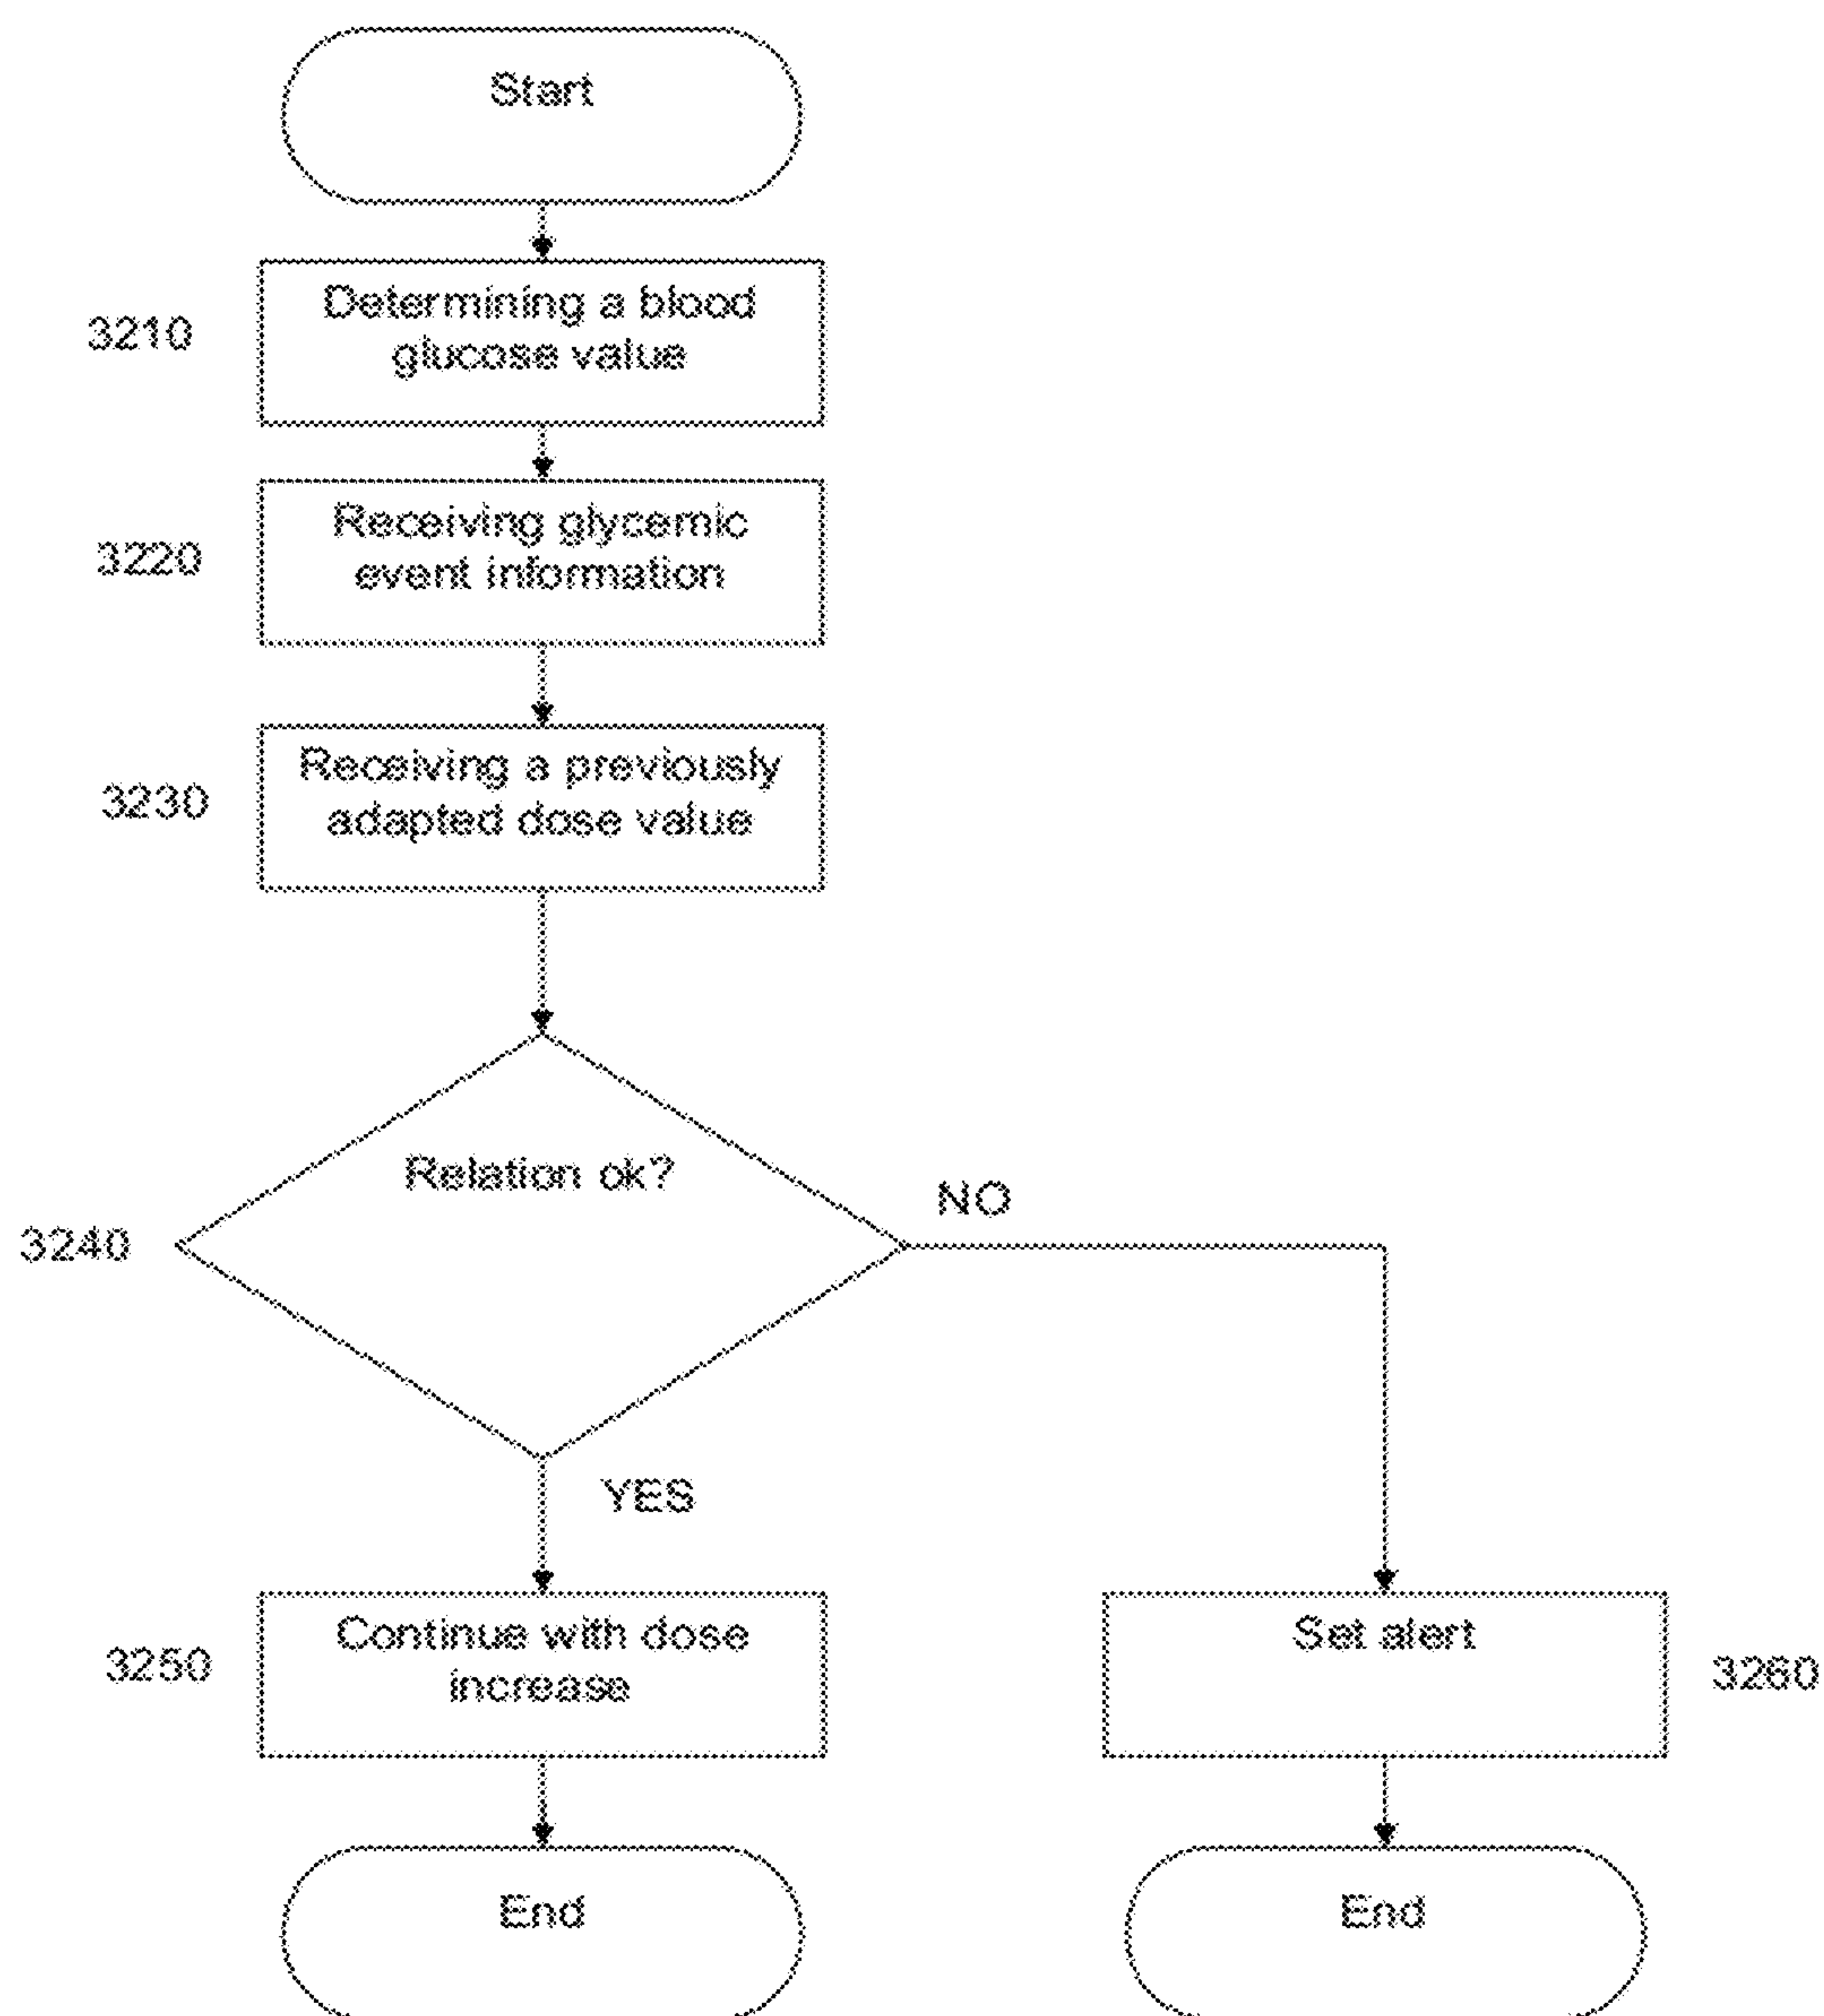 Start
3210
Determining a blood
glucose value
3220
Receiving glycemic
event information
3230
Receiving a previously
adapted dose value
3240
Relation ok?
NO
YES
3250
Continue with dose
increase
Set alert
3260
End
End